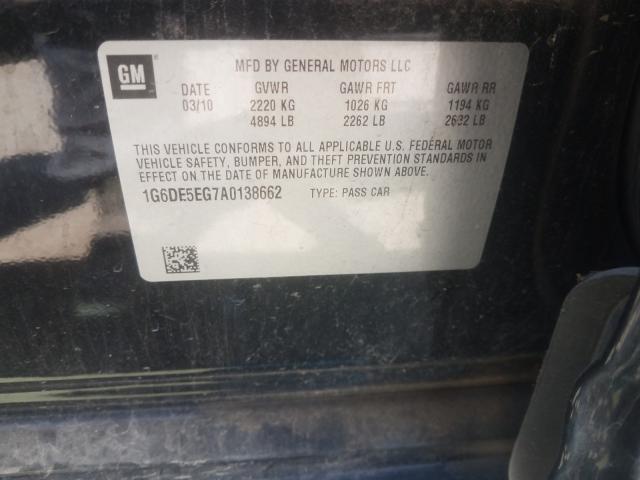 GM
MFD BY GENERAL MOTORS LLC
DATE GVWR GAWR FRT GAWR RR
03/10 2220 KG 1026 KG 1194 KG
4894 LB 2262 LB 2632 LB
THIS VEHICLE CONFORMS TO ALL APPLICABLE U.S. FEDERAL MOTOR
VEHICLE SAFETY, BUMPER, AND THEFT PREVENTION STANDARDS IN
EFFECT ON THE DATE OF MANUFACTURE SHOWN ABOVE.
1G6DE5EG7A0138662 TYPE: PASS CAR